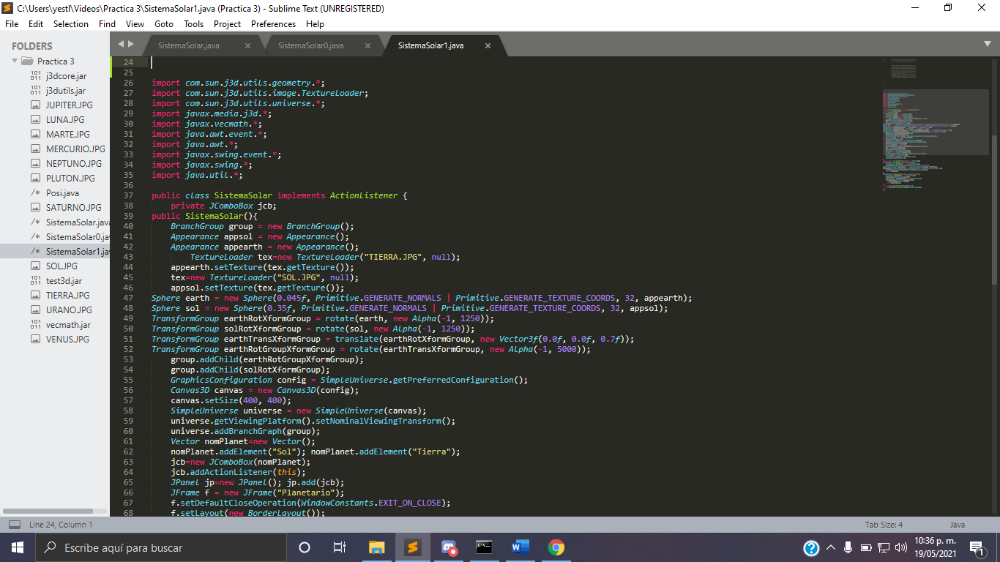 C:\Users\yestl\Videos\Practica 3\SistemaSolar1.java (Practica 3) - Sublime Text (UNREGISTERED)
File Edit Selection Find View Goto Tools Project Preferences Help
FOLDERS
Practica 3
j3dcore.jar
j3dutils.jar
JUPITER.JPG
LUNA.JPG
MARTE.JPG
MERCURIO.JPG
NEPTUNO.JPG
PLUTON.JPG
/* Posi.java
SATURNO.JPG
/* SistemaSolar.java
/* SistemaSolar0.jav
/* SistemaSolar1.jav
SOL.JPG
test3d.jar
TIERRA.JPG
URANO.JPG
vecmath.jar
VENUS.JPG
SistemaSolar.java × SistemaSolar0.java × SistemaSolar1.java ×
24
25
26 import com.sun.j3d.utils.geometry.*;
27 import com.sun.j3d.utils.image.TextureLoader;
28 import com.sun.j3d.utils.universe.*;
29 import javax.media.j3d.*;
30 import javax.vecmath.*;
31 import java.awt.event.*;
32 import java.awt.*;
33 import javax.swing.event.*;
34 import javax.swing.*;
35 import java.util.*;
36
37 public class SistemaSolar implements ActionListener {
38 private JComboBox jcb;
39 public SistemaSolar(){
40 BranchGroup group = new BranchGroup();
41 Appearance appsol = new Appearance();
42 Appearance appearth = new Appearance();
43 TextureLoader tex=new TextureLoader("TIERRA.JPG", null);
44 appearth.setTexture(tex.getTexture());
45 tex=new TextureLoader("SOL.JPG", null);
46 appsol.setTexture(tex.getTexture());
47 Sphere earth = new Sphere(0.045f, Primitive.GENERATE_NORMALS | Primitive.GENERATE_TEXTURE_COORDS, 32, appearth);
48 Sphere sol = new Sphere(0.35f, Primitive.GENERATE_NORMALS | Primitive.GENERATE_TEXTURE_COORDS, 32, appsol);
49 TransformGroup earthRotXformGroup = rotate(earth, new Alpha(-1, 1250));
50 TransformGroup solRotXformGroup = rotate(sol, new Alpha(-1, 1250));
51 TransformGroup earthTransXformGroup = translate(earthRotXformGroup, new Vector3f(0.0f, 0.0f, 0.7f));
52 TransformGroup earthRotGroupXformGroup = rotate(earthTransXformGroup, new Alpha(-1, 5000));
53 group.addChild(earthRotGroupXformGroup);
54 group.addChild(solRotXformGroup);
55 GraphicsConfiguration config = SimpleUniverse.getPreferredConfiguration();
56 Canvas3D canvas = new Canvas3D(config);
57 canvas.setSize(400, 400);
58 SimpleUniverse universe = new SimpleUniverse(canvas);
59 universe.getViewingPlatform().setNominalViewingTransform();
60 universe.addBranchGraph(group);
61 Vector nomPlanet=new Vector();
62 nomPlanet.addElement("Sol"); nomPlanet.addElement("Tierra");
63 jcb=new JComboBox(nomPlanet);
64 jcb.addActionListener(this);
65 JPanel jp=new JPanel(); jp.add(jcb);
66 JFrame f = new JFrame("Planetario");
67 f.setDefaultCloseOperation(WindowConstants.EXIT_ON_CLOSE);
68 f.setLayout(new BorderLayout());
Line 24, Column 1 Tab Size: 4 Java
Escribe aquí para buscar
10:36 p. m.
19/05/2021
1